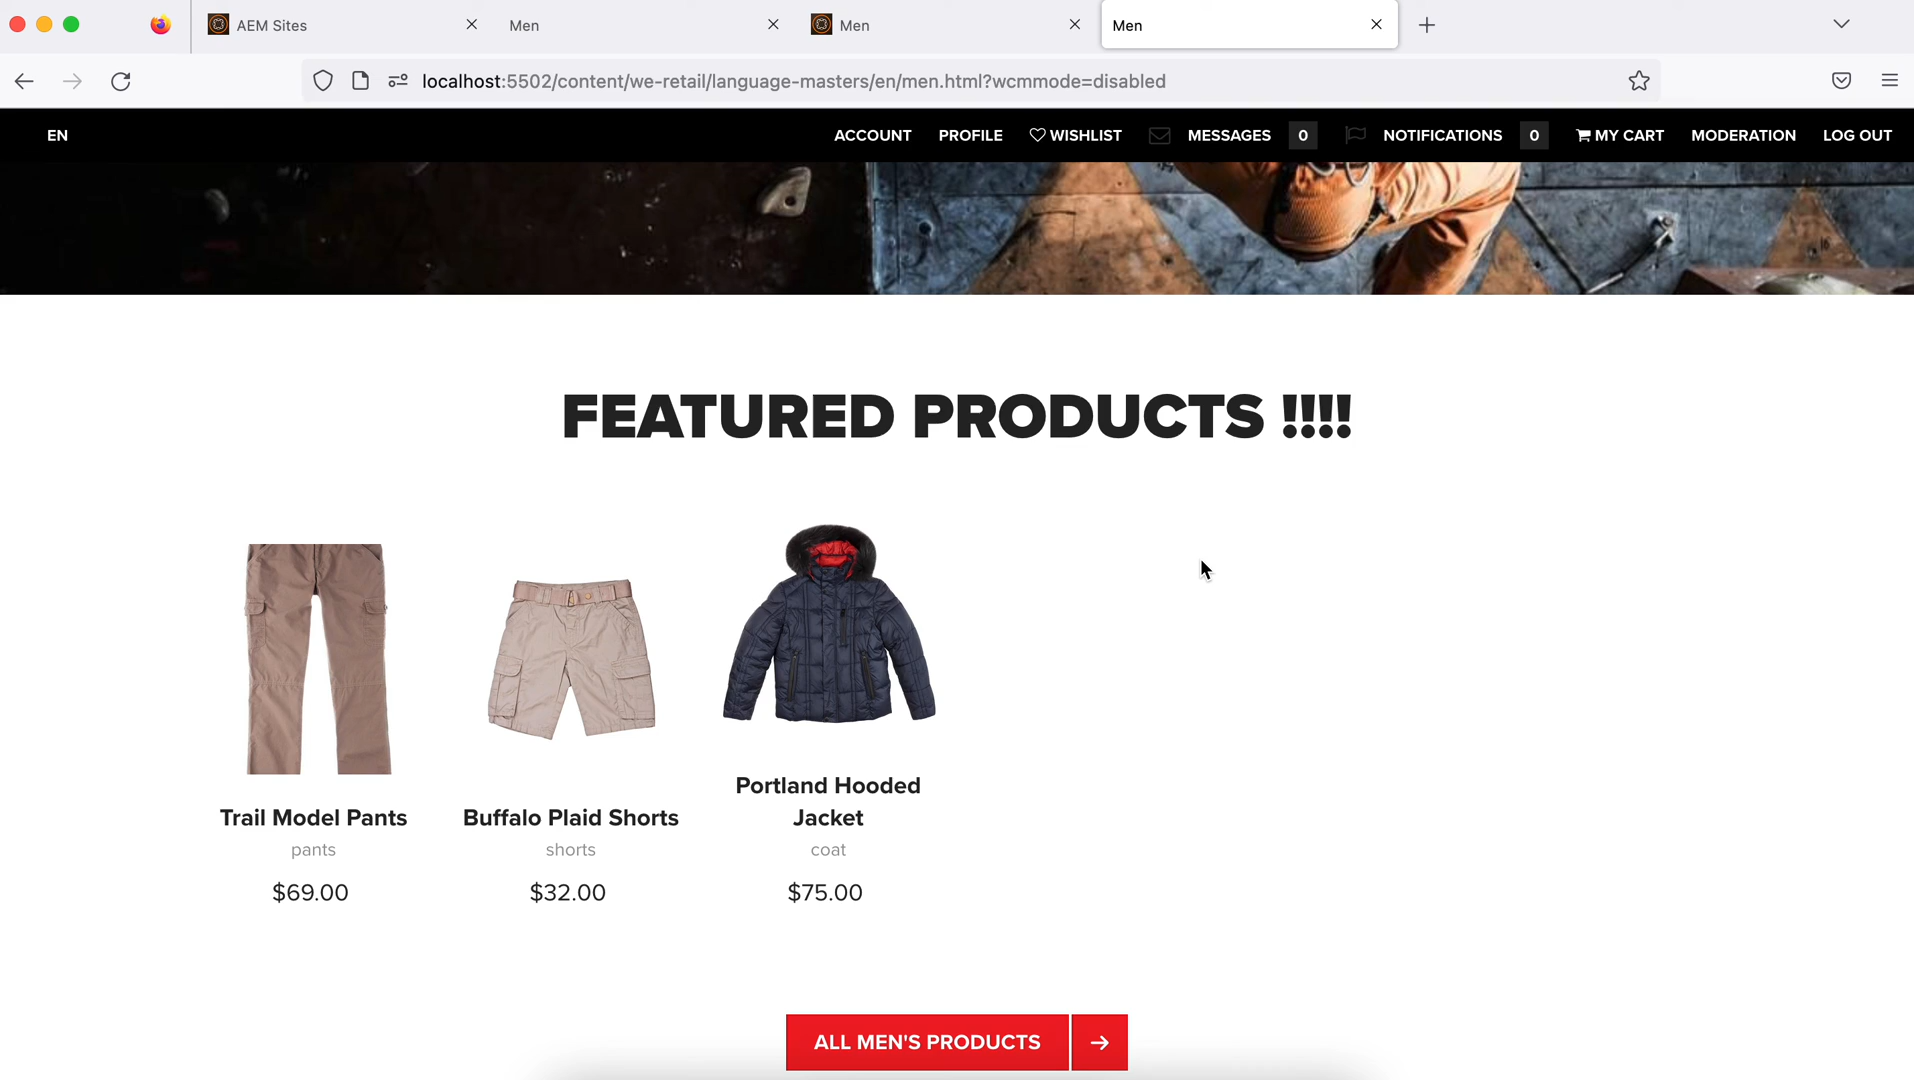 AEM Sites
Men
Men
Men
localhost:5502/content/we-retail/language-masters/en/men.html?wcmmode=disabled
EN
ACCOUNT
PROFILE
WISHLIST
MESSAGES
0
NOTIFICATIONS
0
MY CART
MODERATION
LOG OUT
FEATURED PRODUCTS !!!!
Trail Model Pants
pants
$69.00
Buffalo Plaid Shorts
shorts
$32.00
Portland Hooded
Jacket
coat
$75.00
ALL MEN'S PRODUCTS